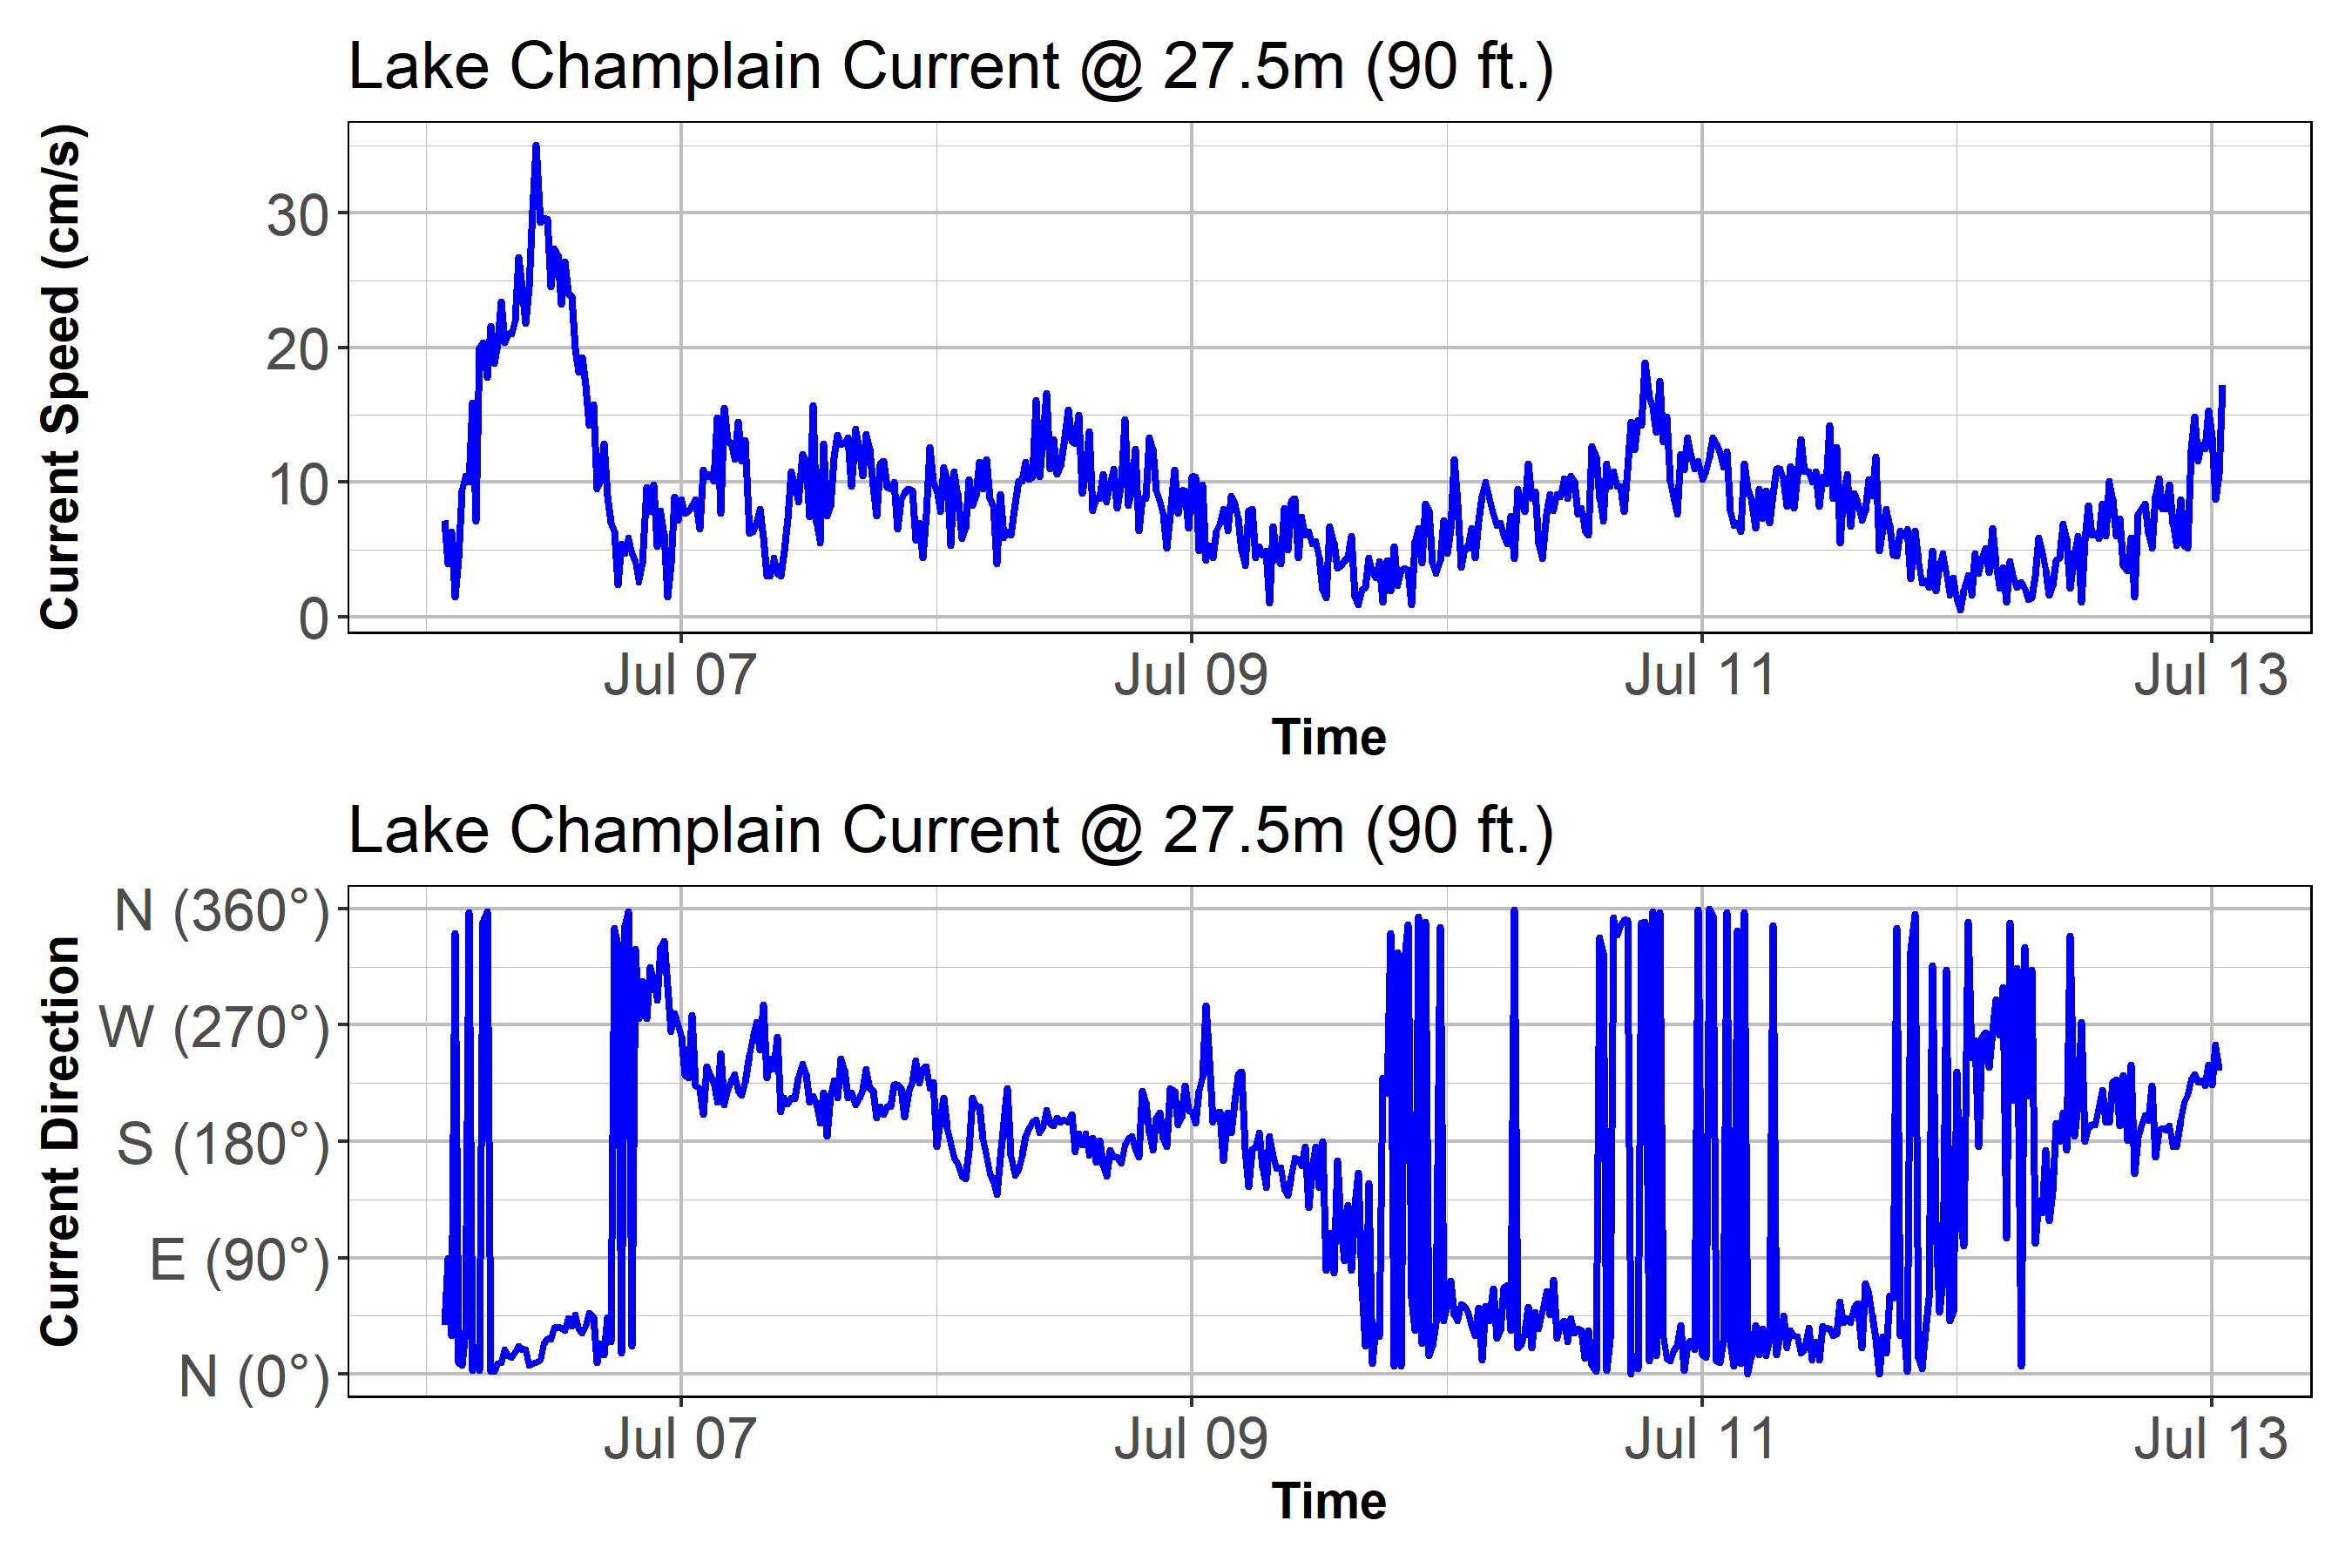 Lake Champlain Current @ 27.5m (90 ft.)
Current Speed (cm/s)
30
20
10
0
Jul 07 Jul 09 Jul 11 Jul 13
Time
Lake Champlain Current @ 27.5m (90 ft.)
Current Direction
N (360°)
W (270°)
S (180°)
E (90°)
N (0°)
Jul 07 Jul 09 Jul 11 Jul 13
Time